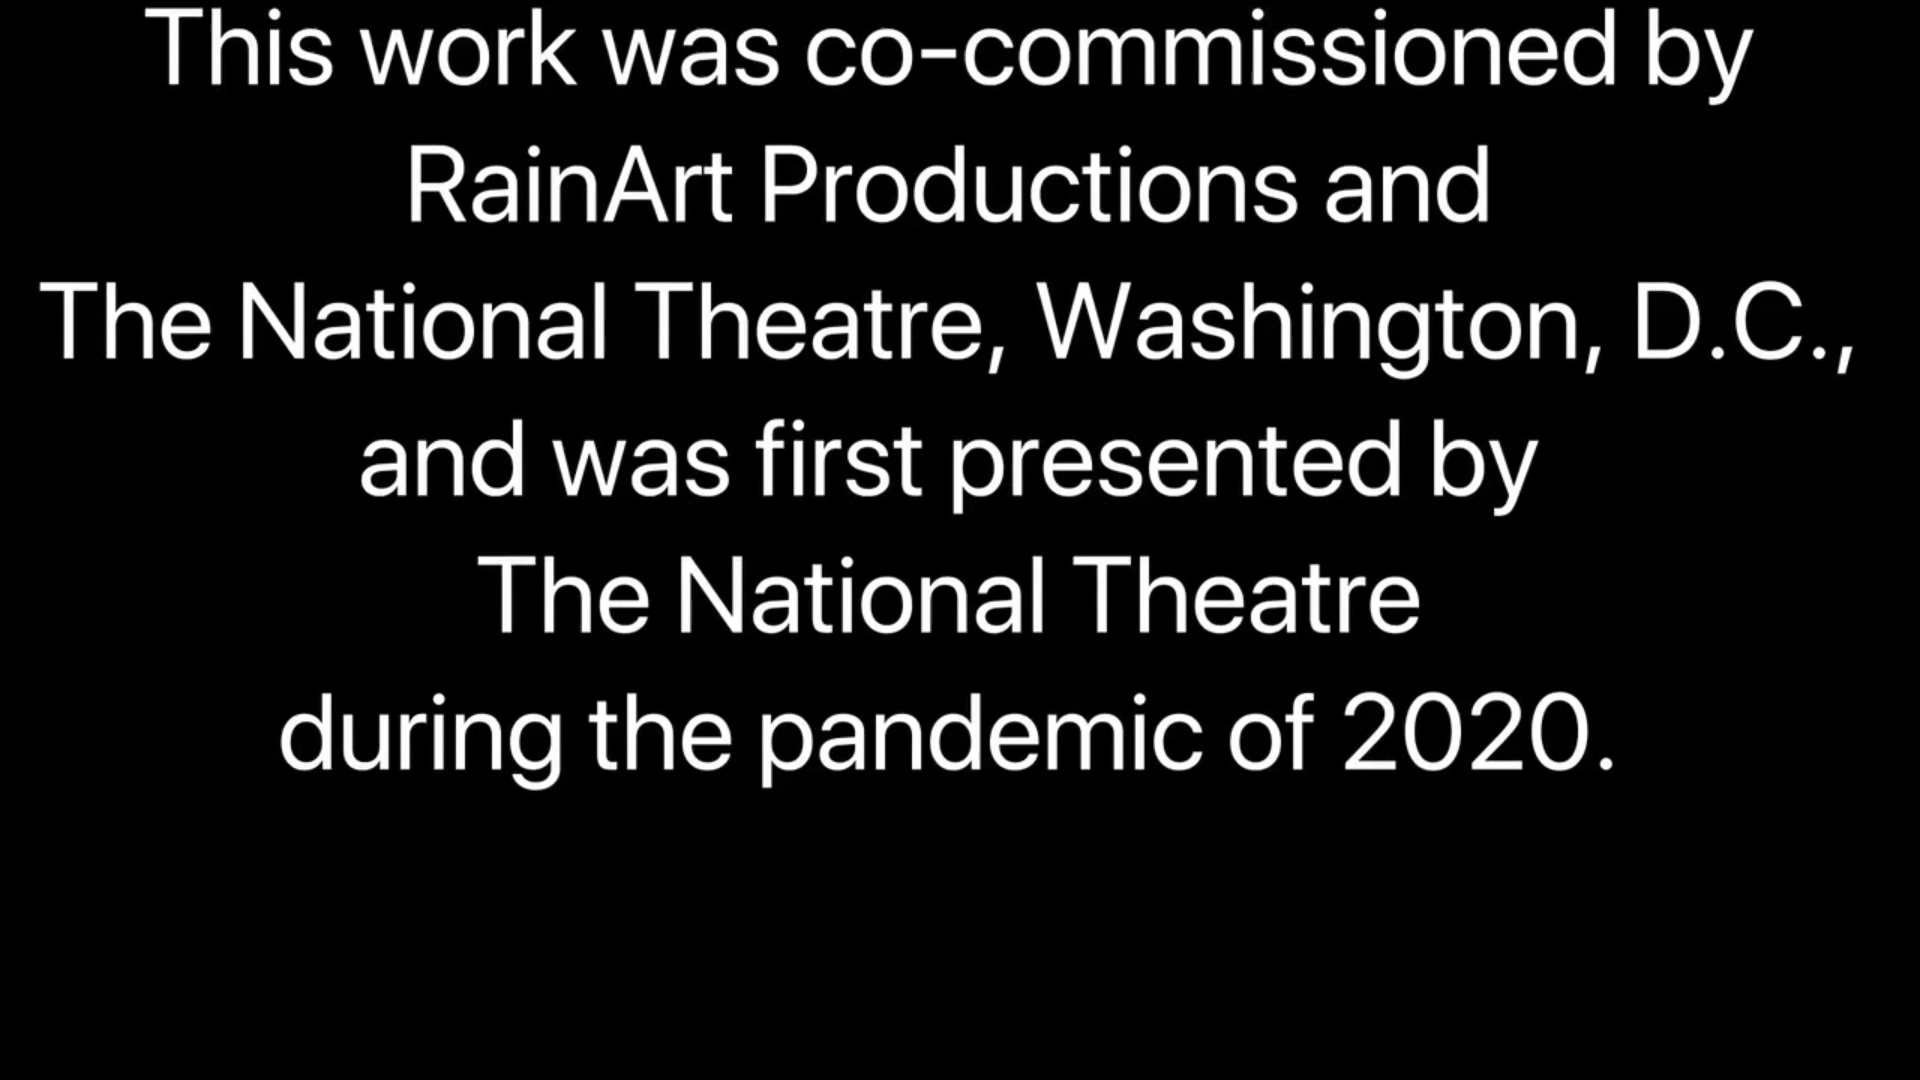 This work was co-commissioned by
RainArt Productions and
The National Theatre, Washington, D.C.,
and was first presented by
The National Theatre
during the pandemic of 2020.